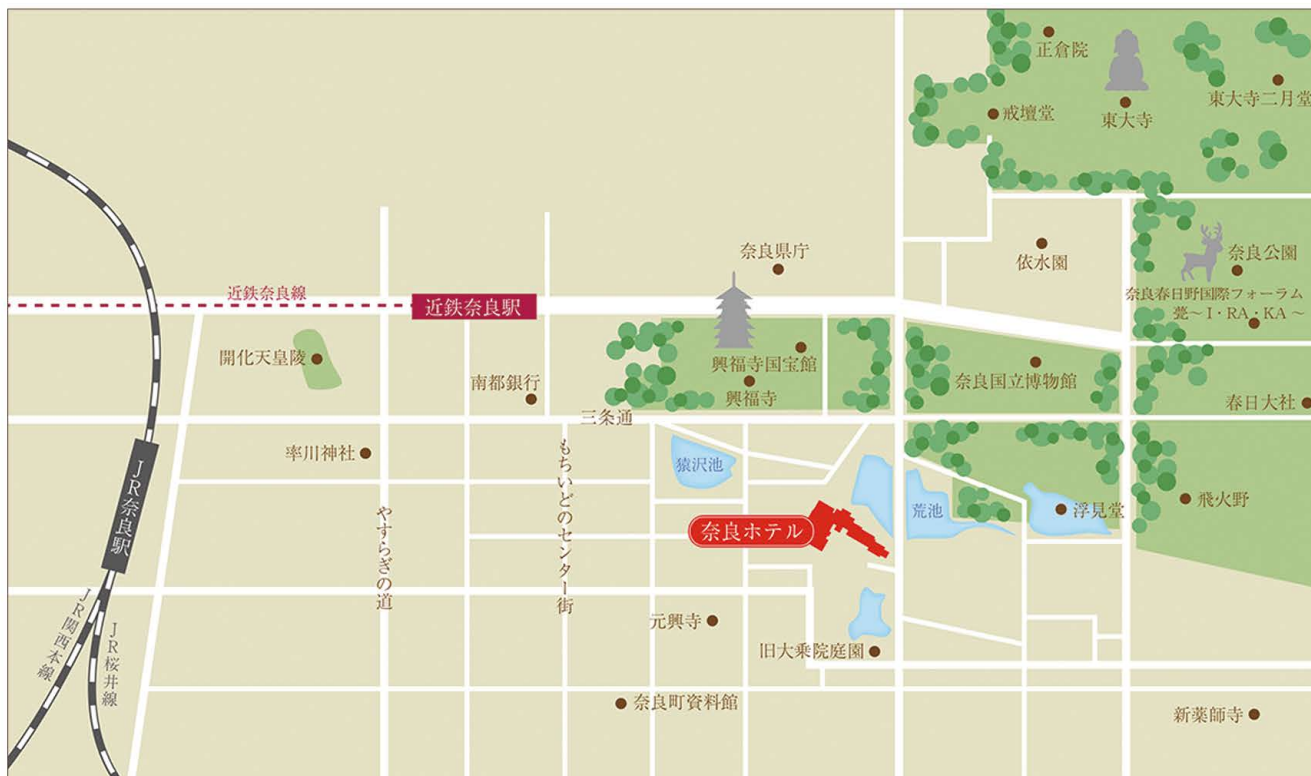 正倉院
東大寺二月堂
戒壇堂
東大寺
奈良県庁
依水園
奈良公園
近鉄奈良線
近鉄奈良駅
奈良春日野国際フォーラム
甍～I・RA・KA～
開化天皇陵
南都銀行
興福寺国宝館
興福寺
奈良国立博物館
春日大社
三条通
率川神社
もちいどのセンター街
猿沢池
JR奈良駅
やすらぎの道
奈良ホテル
荒池
浮見堂
飛火野
JR関西本線
JR桜井線
元興寺
旧大乗院庭園
奈良町資料館
新薬師寺